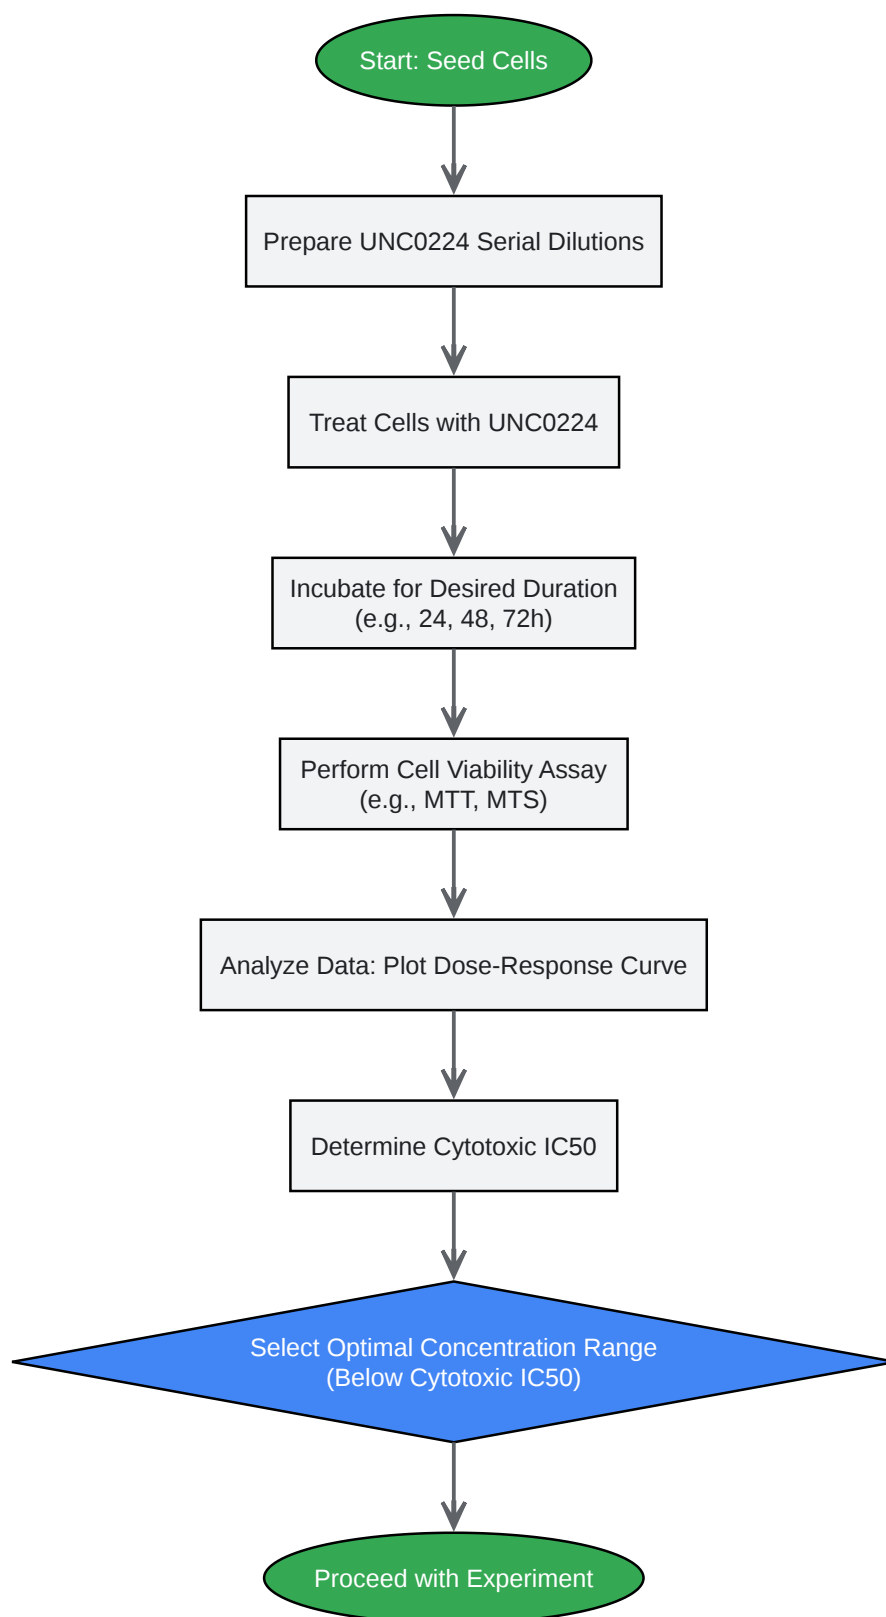 Start: Seed Cells
Prepare UNC0224 Serial Dilutions
Treat Cells with UNC0224
Incubate for Desired Duration
(e.g., 24, 48, 72h)
Perform Cell Viability Assay
(e.g., MTT, MTS)
Analyze Data: Plot Dose-Response Curve
Determine Cytotoxic IC50
Select Optimal Concentration Range
(Below Cytotoxic IC50)
Proceed with Experiment